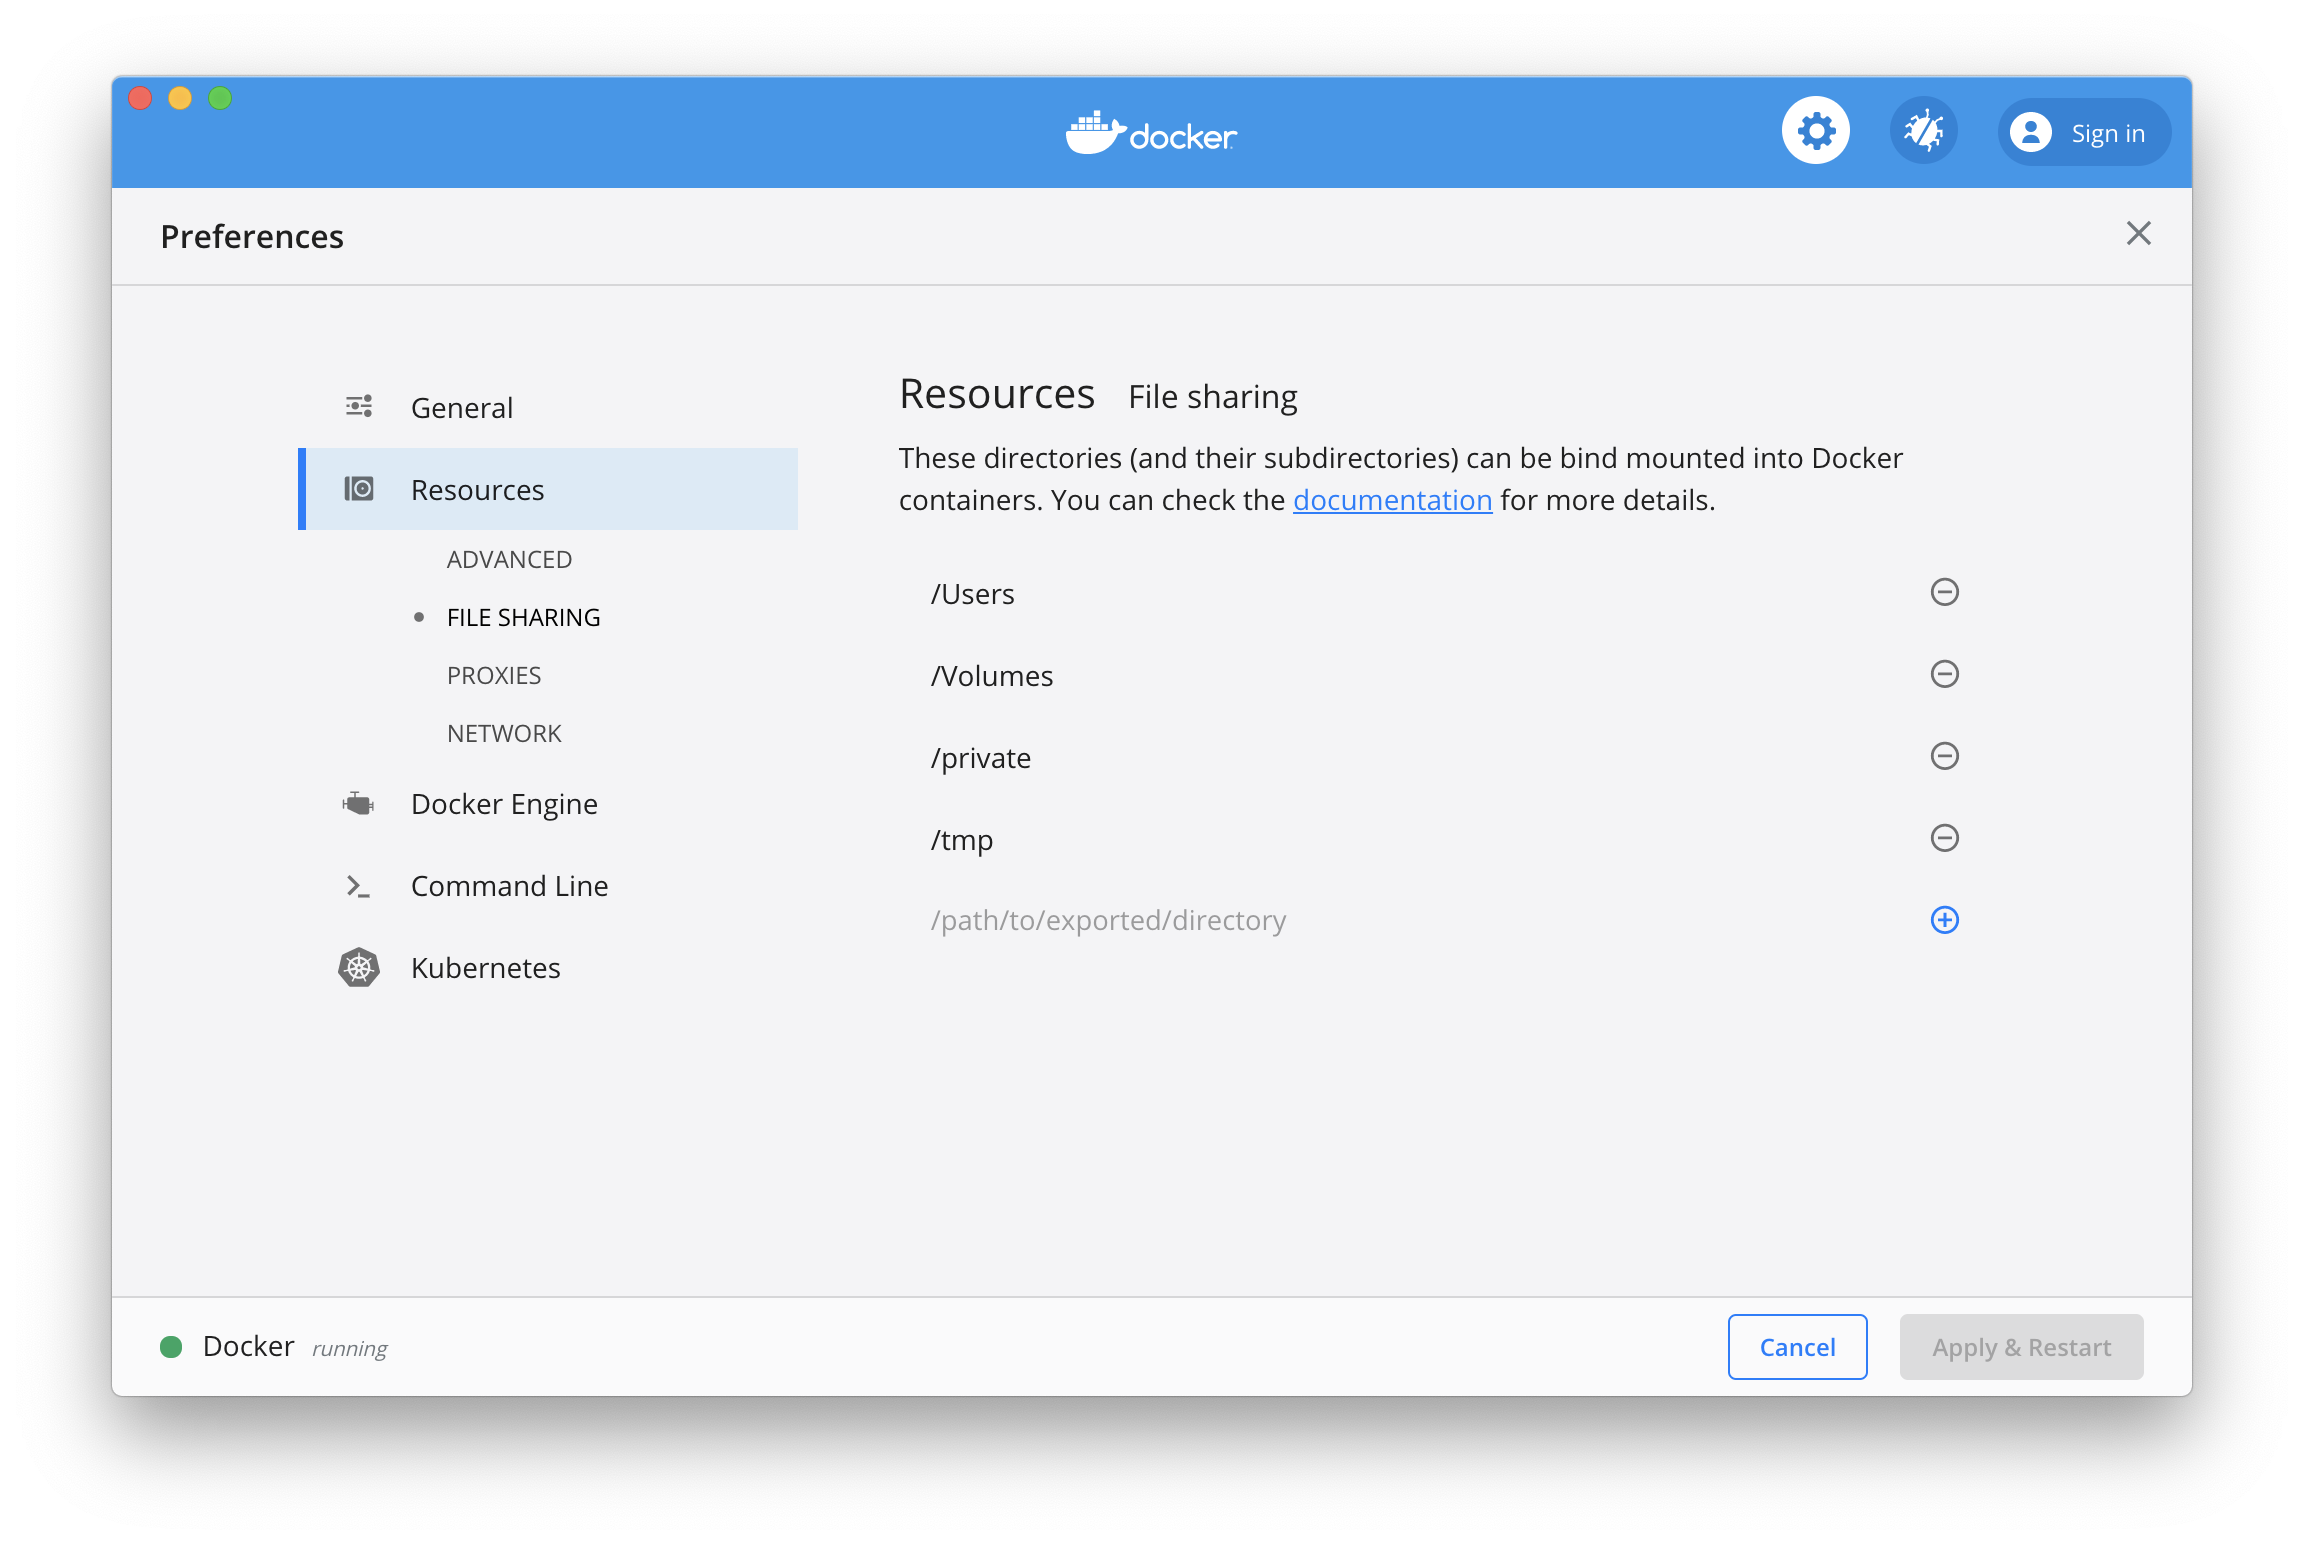 docker
Sign in
Preferences
General
Resources
ADVANCED
FILE SHARING
PROXIES
NETWORK
Docker Engine
Command Line
Kubernetes
Resources File sharing
These directories (and their subdirectories) can be bind mounted into Docker
containers. You can check the documentation for more details.
/Users
/Volumes
/private
/tmp
/path/to/exported/directory
Docker running
Cancel
Apply & Restart